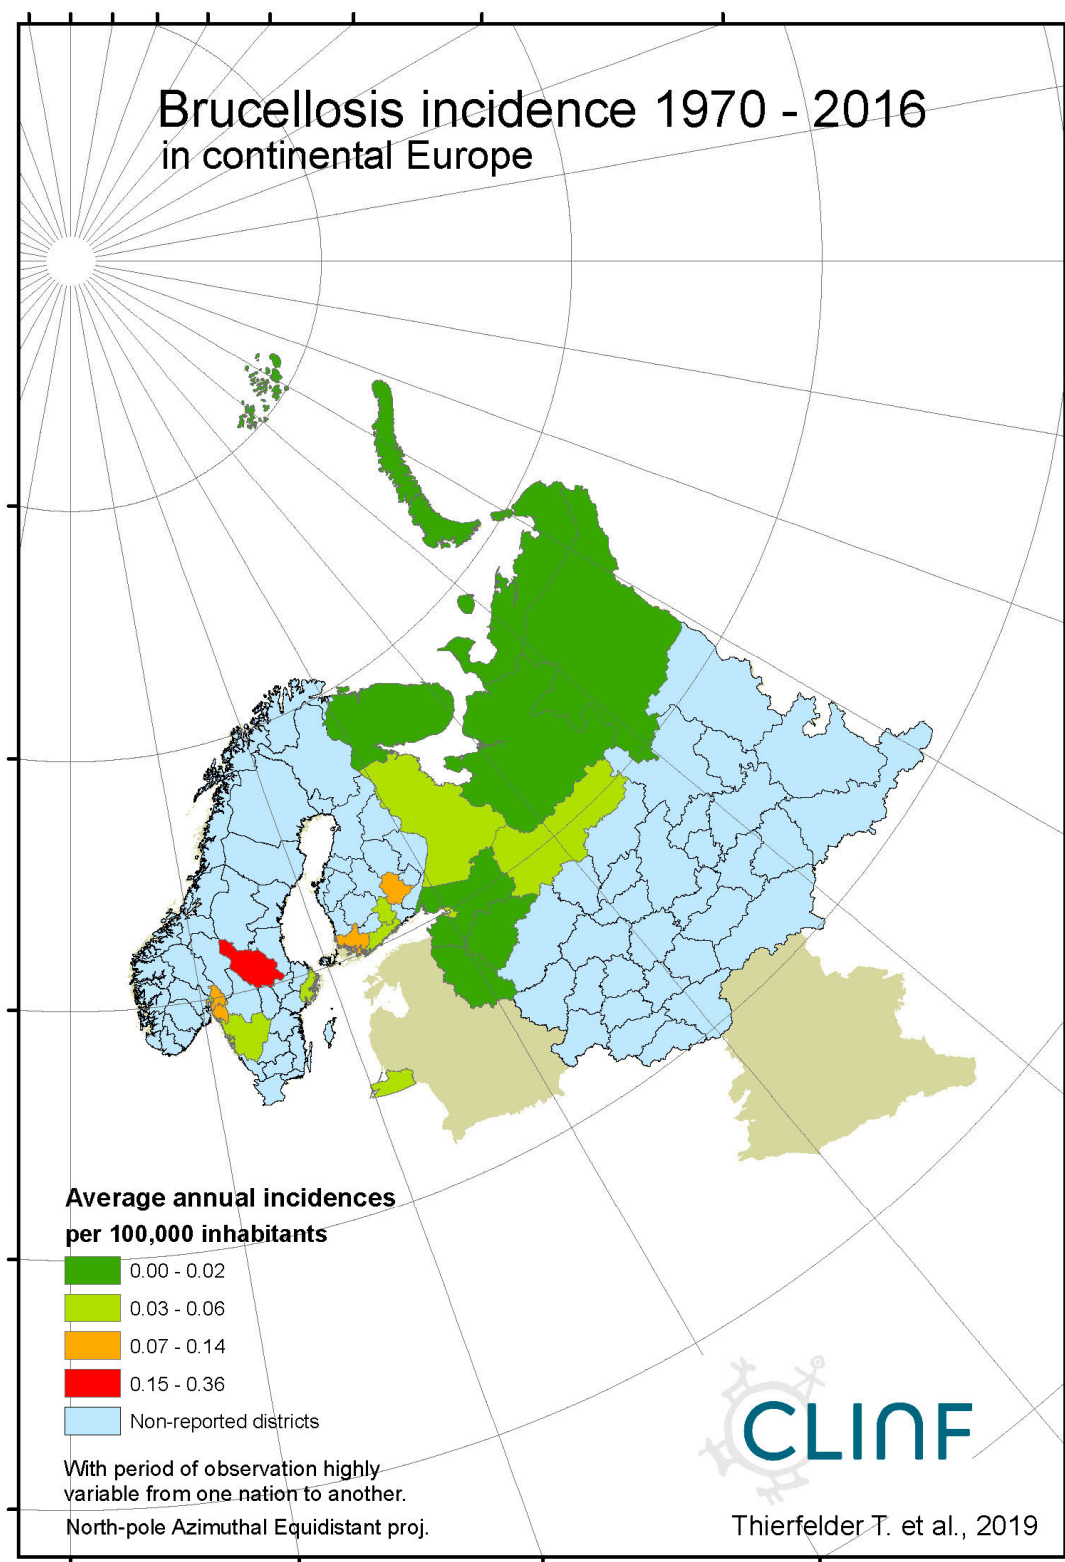 Brucellosis incidence 1970 - 2016
in continental Europe
Average annual incidences
per 100,000 inhabitants
0.00 - 0.02
0.03 - 0.06
0.07 - 0.14
0.15 - 0.36
Non-reported districts
With period of observation highly
variable from one nation to another.
North-pole Azimuthal Equidistant proj.
CLINF
Thierfelder T. et al., 2019